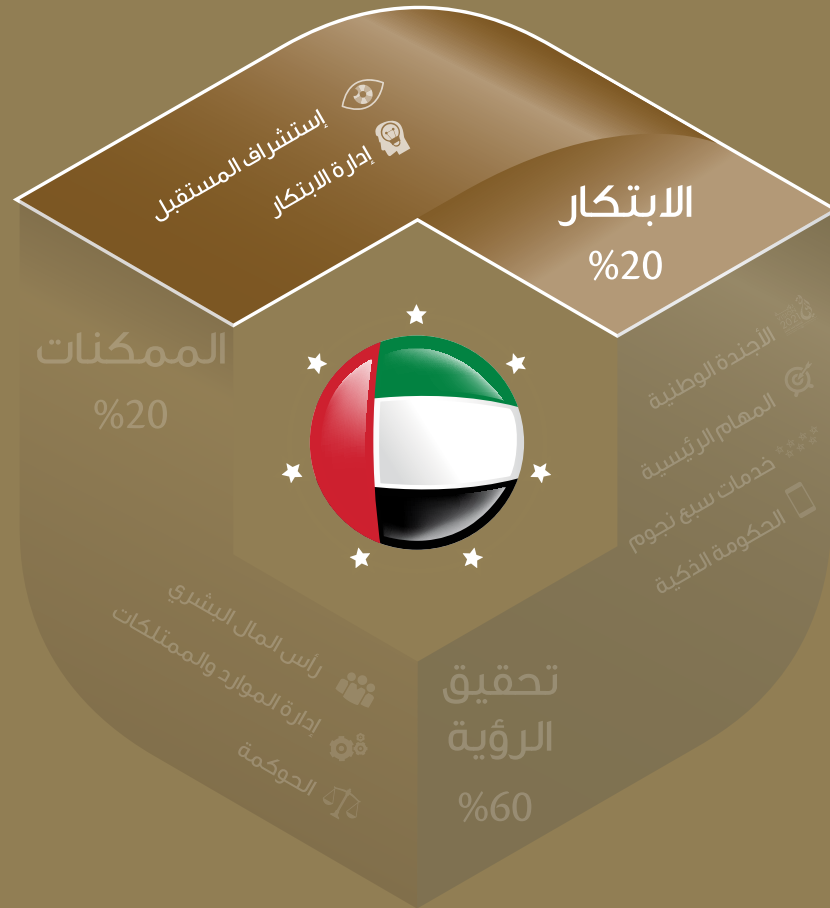 إستشراف المستقبل
إدارة الابتكار
الابتكار
%20
الأجندة الوطنية
المهام الرئيسية
خدمات سبع نجوم
الحكومة الذكية
تحقيق
الرؤية
%60
الممكنات
%20
رأس المال البشري
إدارة الموارد والممتلكات
الحوكمة